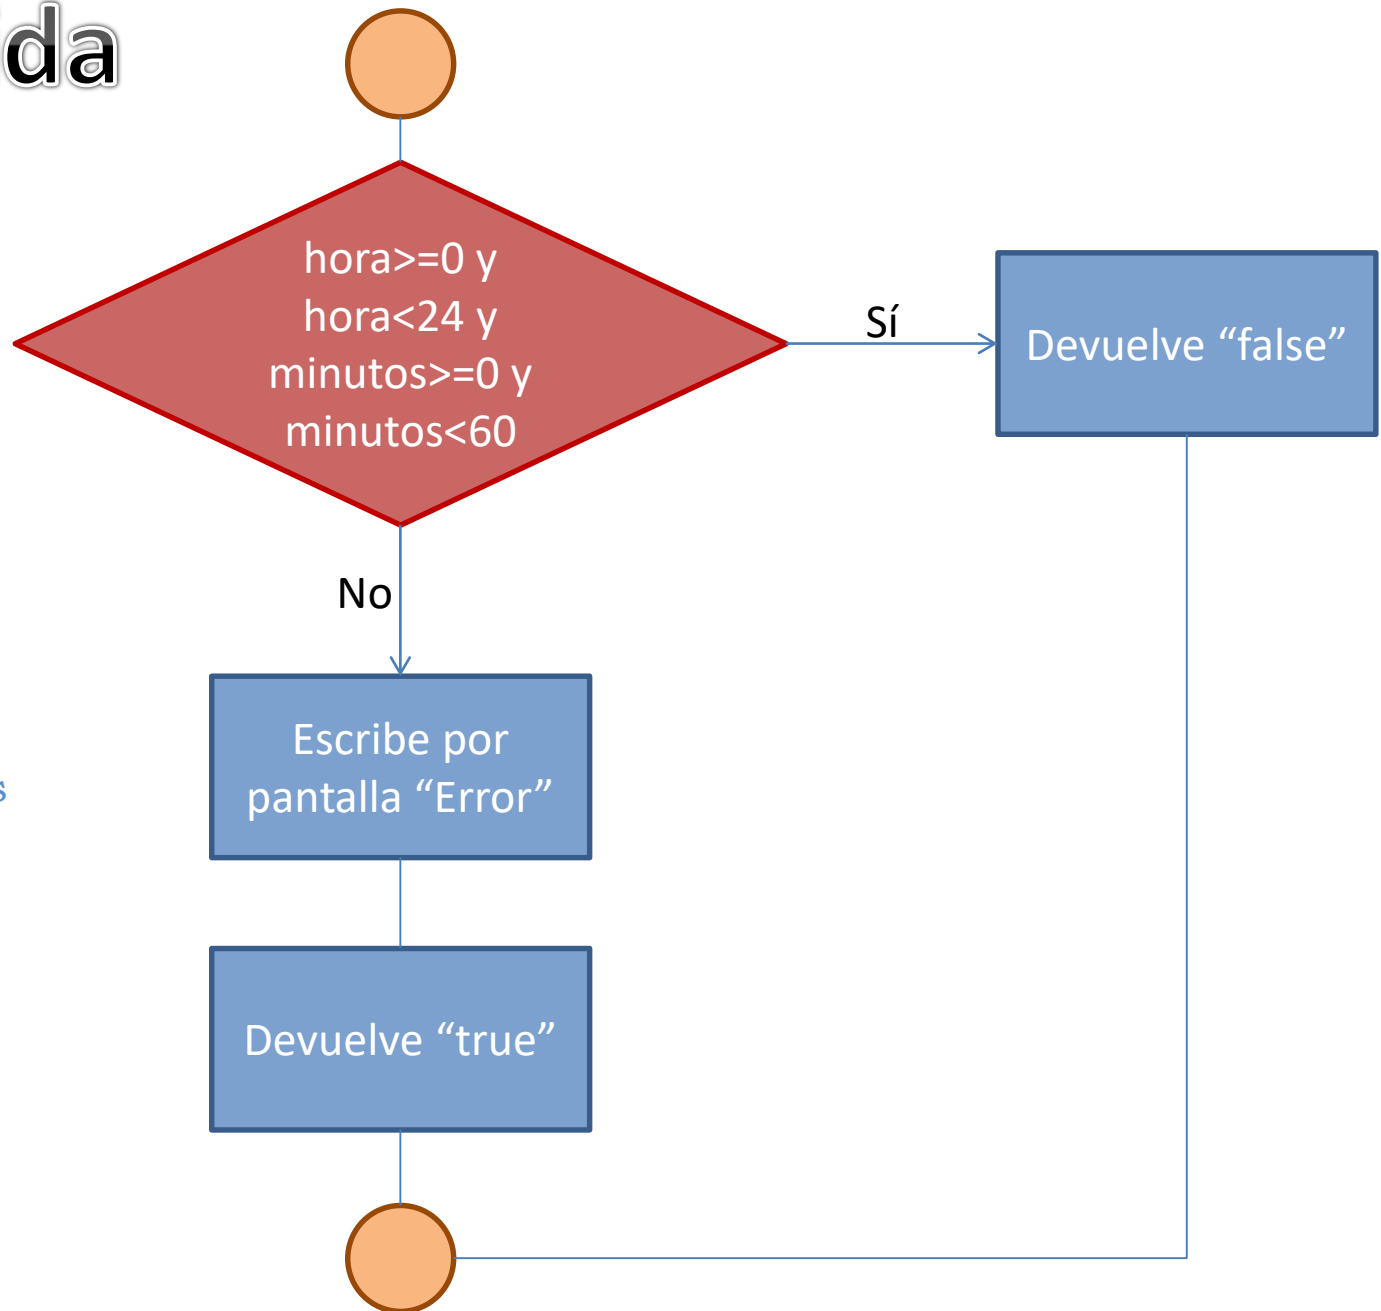 da
hora>=0 y
hora<24 y
minutos>=0 y
minutos<60
Sí
Devuelve “false”
No
Escribe por
pantalla “Error”
s
Devuelve “true”